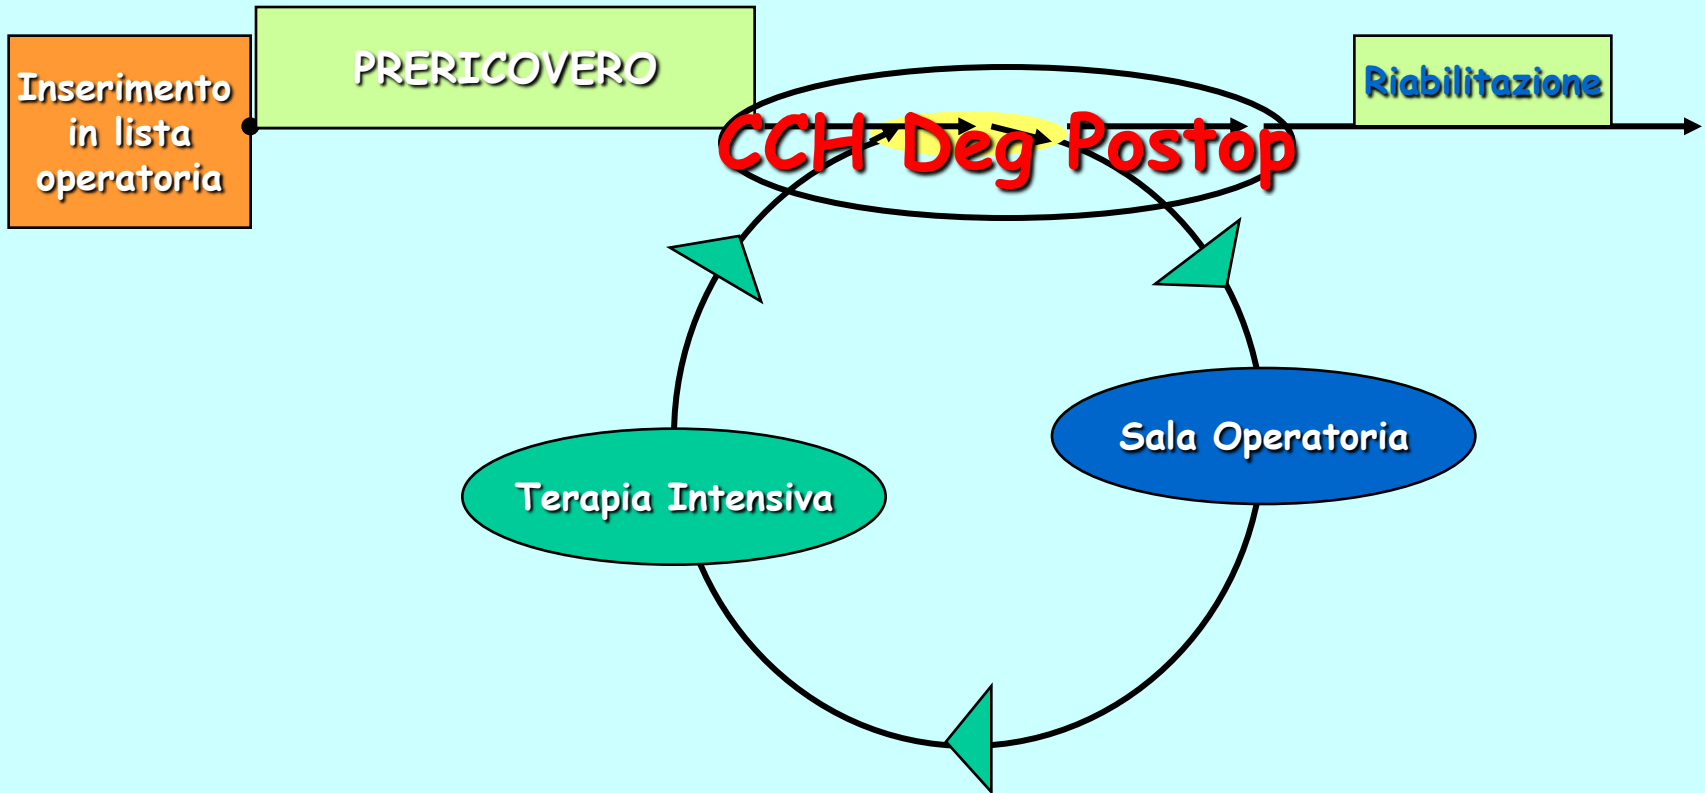 Inserimento
in lista
operatoria
PRERICOVERO
CCH Deg Postop
Riabilitazione
Sala Operatoria
Terapia Intensiva